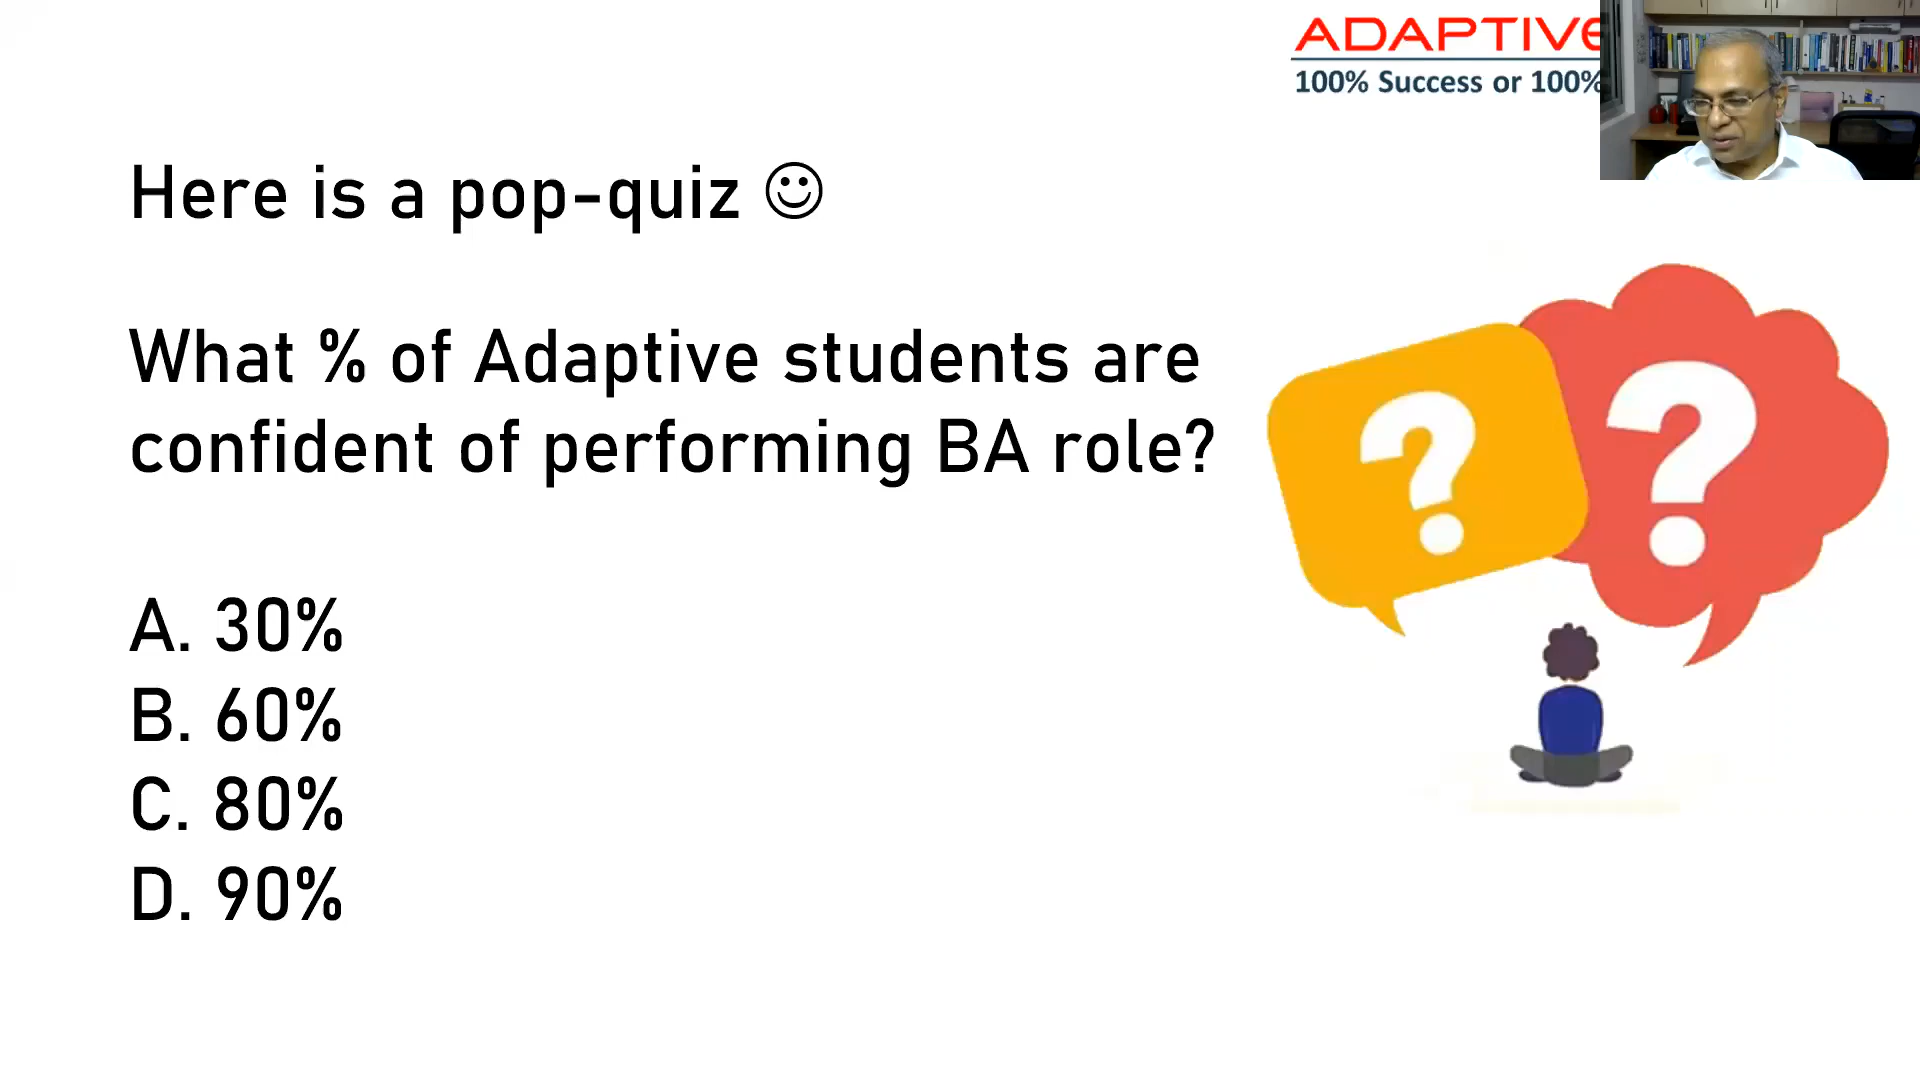 ADAPTIVE
100% Success or 100%
Here is a pop-quiz ☺
What % of Adaptive students are
confident of performing BA role?
A. 30%
B. 60%
C. 80%
D. 90%
? ?